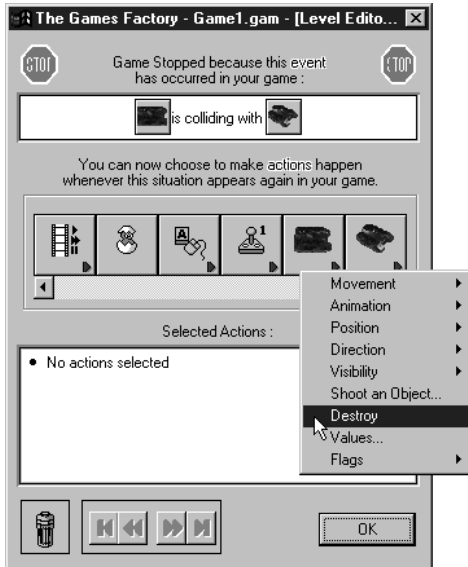 The Games Factory - Game1.gam - [Level Edito...
STOP
Game Stopped because this event
has occurred in your game :
STOP
is colliding with
You can now choose to make actions happen
whenever this situation appears again in your game.
A
1
Selected Actions :
• No actions selected
Movement
Animation
Position
Direction
Visibility
Shoot an Object...
Destroy
Values...
Flags
OK